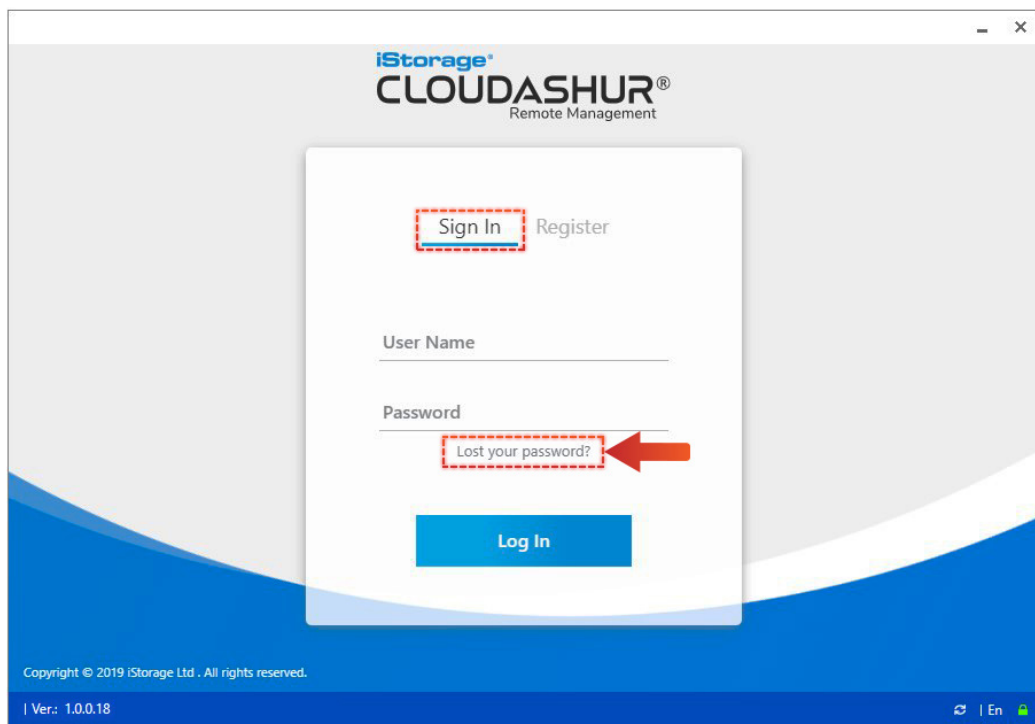 iStorage®
CLOUDASHUR®
Remote Management
Sign In Register
User Name
Password
Lost your password?
Log In
Copyright © 2019 iStorage Ltd . All rights reserved.
| Ver.: 1.0.0.18 | En